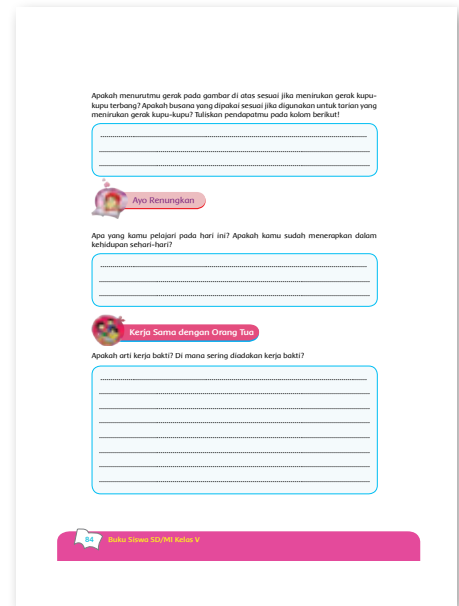 Apakah menurutmu gerak pada gambar di atas sesuai jika menirukan gerak kupu-
kupu terbang? Apakah busana yang dipakai sesuai jika digunakan untuk tarian yang
menirukan gerak kupu-kupu? Tuliskan pendapatmu pada kolom berikut!
Ayo Renungkan
Apa yang kamu pelajari pada hari ini? Apakah kamu sudah menerapkan dalam
kehidupan sehari-hari?
Kerja Sama dengan Orang Tua
Apakah arti kerja bakti? Di mana sering diadakan kerja bakti?
84 Buku Siswa SD/MI Kelas V